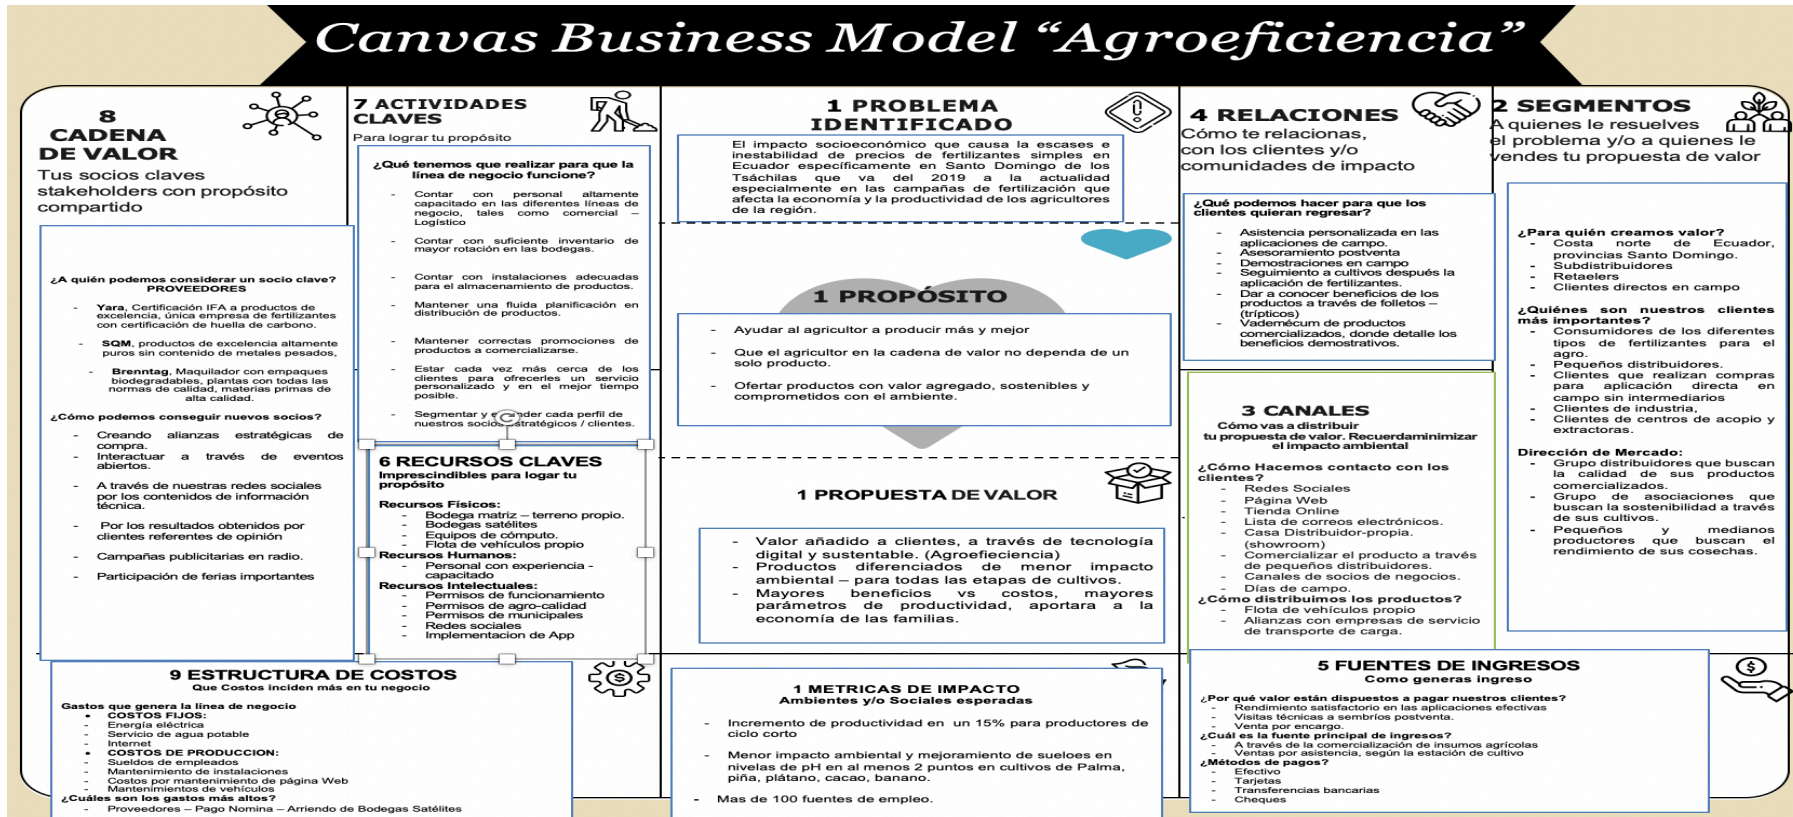 Canvas Business Model “Agroeficiencia”
8
CADENA
DE VALOR
Tus socios claves
stakeholders con propósito
compartido
¿A quién podemos considerar un socio clave?
PROVEEDORES
- Yara, Certificación IFA a productos de
excelencia, única empresa de fertilizantes
con certificación de huella de carbono.
- SQM, productos de excelencia altamente
puros sin contenido de metales pesados,
- Brenntag, Maquilador con empaques
biodegradables, plantas con todas las
normas de calidad, materias primas de
alta calidad.
¿Cómo podemos conseguir nuevos socios?
- Creando alianzas estratégicas de
compra.
- Interactuar a través de eventos
abiertos.
- A través de nuestras redes sociales
por los contenidos de información
técnica.
- Por los resultados obtenidos por
clientes referentes de opinión
- Campañas publicitarias en radio.
- Participación de ferias importantes
7 ACTIVIDADES
CLAVES
Para lograr tu propósito
¿Qué tenemos que realizar para que la
línea de negocio funcione?
- Contar con personal altamente
capacitado en las diferentes líneas de
negocio, tales como comercial –
Logístico
- Contar con suficiente inventario de
mayor rotación en las bodegas.
- Contar con instalaciones adecuadas
para el almacenamiento de productos.
- Mantener una fluida planificación en
distribución de productos.
- Mantener correctas promociones de
productos a comercializarse.
- Estar cada vez más cerca de los
clientes para ofrecerles un servicio
personalizado y en el mejor tiempo
posible.
- Segmentar y cada perfil de
nuestros socios estratégicos / clientes.
6 RECURSOS CLAVES
Imprescindibles para logar tu
propósito
Recursos Físicos:
- Bodega matriz – terreno propio.
- Bodegas satélites
- Equipos de cómputo.
- Flota de vehículos propio
Recursos Humanos:
- Personal con experiencia -
capacitado
Recursos Intelectuales:
- Permisos de funcionamiento
- Permisos de agro-calidad
- Permisos de municipales
- Redes sociales
- Implementacion de App
1 PROBLEMA
IDENTIFICADO
El impacto socioeconómico que causa la escases e
inestabilidad de precios de fertilizantes simples en
Ecuador específicamente en Santo Domingo de los
Tsáchilas que va del 2019 a la actualidad
especialmente en las campañas de fertilización que
afecta la economía y la productividad de los agricultores
de la región.
1 PROPÓSITO
- Ayudar al agricultor a producir más y mejor
- Que el agricultor en la cadena de valor no dependa de un
solo producto.
- Ofertar productos con valor agregado, sostenibles y
comprometidos con el ambiente.
1 PROPUESTA DE VALOR
- Valor añadido a clientes, a través de tecnología
digital y sustentable. (Agroefieciencia)
- Productos diferenciados de menor impacto
ambiental – para todas las etapas de cultivos.
- Mayores beneficios vs costos, mayores
parámetros de productividad, aportara a la
economía de las familias.
4 RELACIONES
Cómo te relacionas,
con los clientes y/o
comunidades de impacto
¿Qué podemos hacer para que los
clientes quieran regresar?
- Asistencia personalizada en las
aplicaciones de campo.
- Asesoramiento postventa
- Demostraciones en campo
- Seguimiento a cultivos después la
aplicación de fertilizantes.
- Dar a conocer beneficios de los
productos a través de folletos –
(trípticos)
- Vademécum de productos
comercializados, donde detalle los
beneficios demostrativos.
3 CANALES
Cómo vas a distribuir
tu propuesta de valor. Recuerdaminimizar
el impacto ambiental
¿Cómo Hacemos contacto con los
clientes?
- Redes Sociales
- Página Web
- Tienda Online
- Lista de correos electrónicos.
- Casa Distribuidor-propia.
(showroom)
- Comercializar el producto a través
de pequeños distribuidores.
- Canales de socios de negocios.
- Días de campo.
¿Cómo distribuimos los productos?
- Flota de vehículos propio
- Alianzas con empresas de servicio
de transporte de carga.
2 SEGMENTOS
A quienes le resuelves
el problema y/o a quienes le
vendes tu propuesta de valor
¿Para quién creamos valor?
- Costa norte de Ecuador,
provincias Santo Domingo.
- Subdistribuidores
- Retaelers
- Clientes directos en campo
¿Quiénes son nuestros clientes
más importantes?
- Consumidores de los diferentes
tipos de fertilizantes para el
agro.
- Pequeños distribuidores.
- Clientes que realizan compras
para aplicación directa en
campo sin intermediarios
- Clientes de industria,
- Clientes de centros de acopio y
extractoras.
Dirección de Mercado:
- Grupo distribuidores que buscan
la calidad de sus productos
comercializados.
- Grupo de asociaciones que
buscan la sostenibilidad a través
de sus cultivos.
- Pequeños y medianos
productores que buscan el
rendimiento de sus cosechas.
9 ESTRUCTURA DE COSTOS
Que Costos inciden más en tu negocio
Gastos que genera la línea de negocio
• COSTOS FIJOS:
- Energía eléctrica
- Servicio de agua potable
- Internet
• COSTOS DE PRODUCCION:
- Sueldos de empleados
- Mantenimiento de instalaciones
- Costos por mantenimiento de página Web
- Mantenimientos de vehículos
¿Cuáles son los gastos más altos?
- Proveedores – Pago Nomina – Arriendo de Bodegas Satélites
1 METRICAS DE IMPACTO
Ambientes y/o Sociales esperadas
- Incremento de productividad en un 15% para productores de
ciclo corto
- Menor impacto ambiental y mejoramiento de sueloes en
nivelas de pH en al menos 2 puntos en cultivos de Palma,
piña, plátano, cacao, banano.
- Mas de 100 fuentes de empleo.
5 FUENTES DE INGRESOS
Como generas ingreso
¿Por qué valor están dispuestos a pagar nuestros clientes?
- Rendimiento satisfactorio en las aplicaciones efectivas
- Visitas técnicas a sembríos postventa.
- Venta por encargo.
¿Cuál es la fuente principal de ingresos?
- A través de la comercialización de insumos agrícolas
- Ventas por asistencia, según la estación de cultivo
¿Métodos de pagos?
- Efectivo
- Tarjetas
- Transferencias bancarias
- Cheques